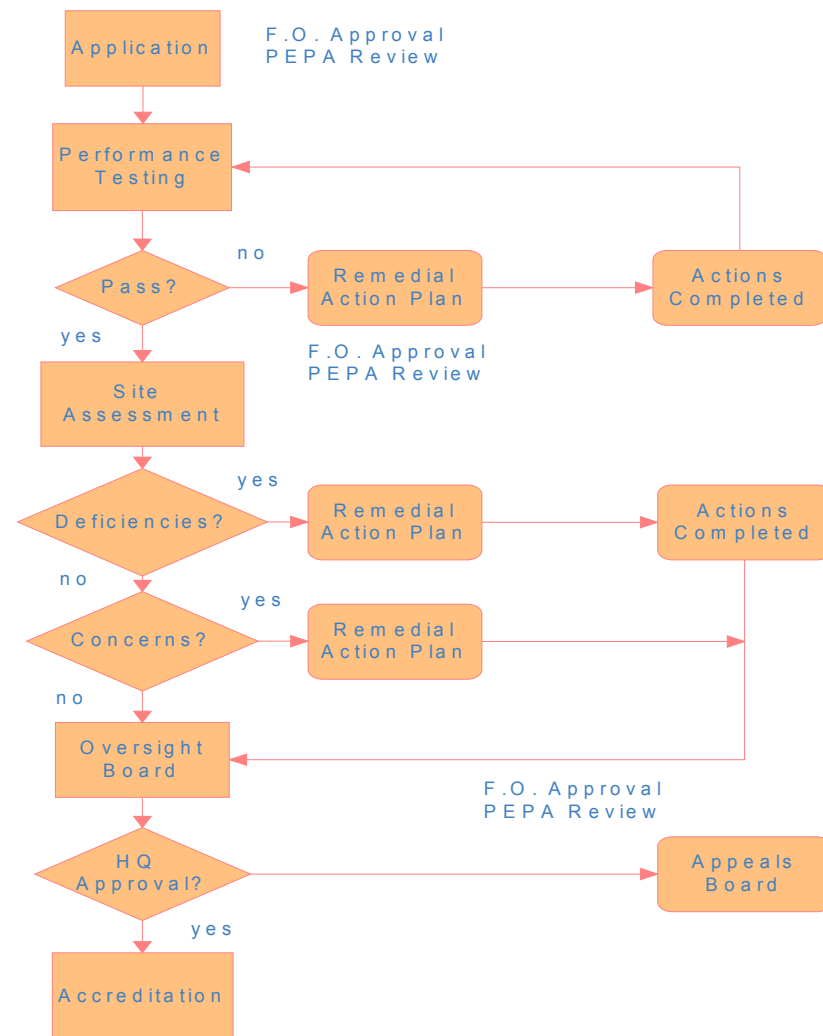 Application
F.O. Approval
PEPA Review
Performance
Testing
no
Pass?
Remedial
Action Plan
Actions
Completed
yes
F.O. Approval
PEPA Review
Site
Assessment
yes
Deficiencies?
Remedial
Action Plan
Actions
Completed
no
yes
Concerns?
Remedial
Action Plan
no
Oversight
Board
F.O. Approval
PEPA Review
HQ
Approval?
Appeals
Board
yes
Accreditation